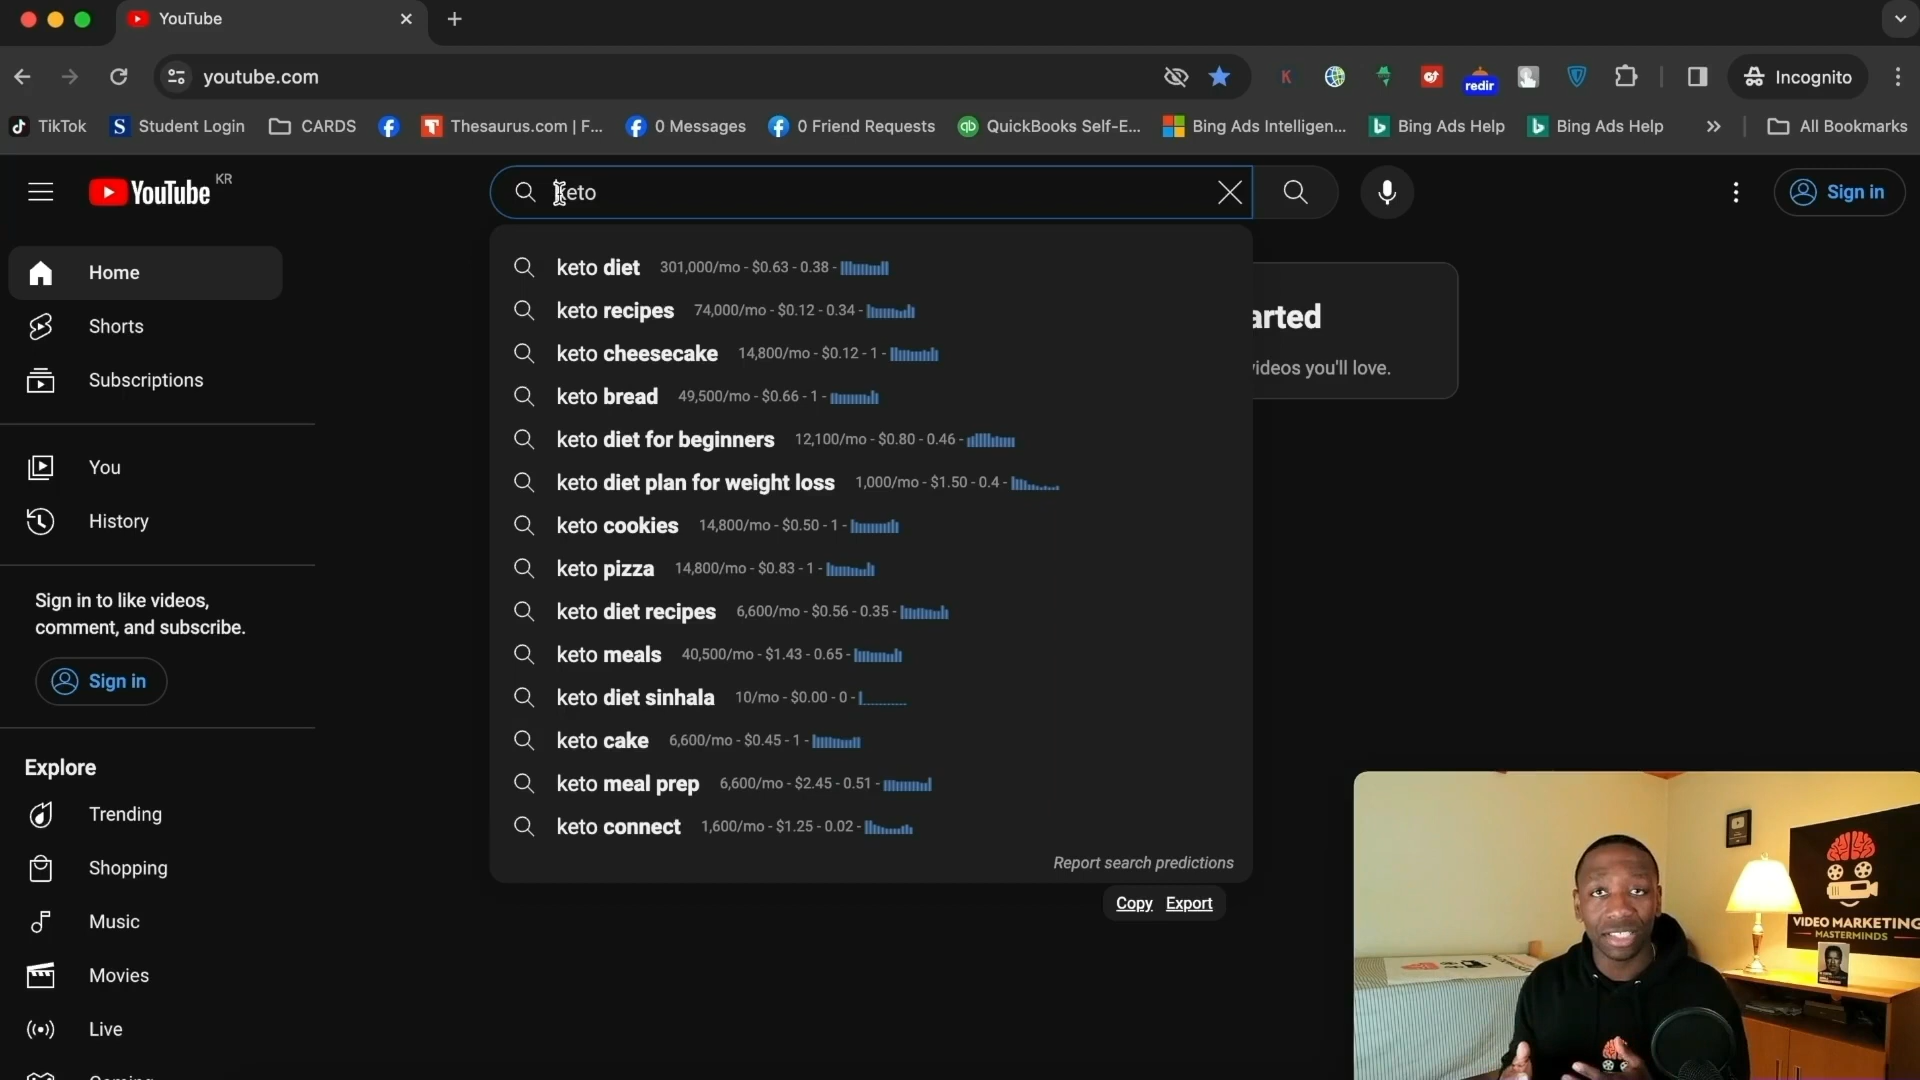 YouTube
youtube.com
redir
Incognito
TikTok
Student Login
CARDS
Thesaurus.com | F...
0 Messages
0 Friend Requests
QuickBooks Self-E...
Bing Ads Intelligen...
Bing Ads Help
Bing Ads Help
All Bookmarks
YouTube KR
keto
Sign in
Home
Shorts
Subscriptions
You
History
Sign in to like videos,
comment, and subscribe.
Sign in
Explore
Trending
Shopping
Music
Movies
Live
keto diet 301,000/mo - $0.63 - 0.38 -
keto recipes 74,000/mo - $0.12 - 0.34 -
keto cheesecake 14,800/mo - $0.12 - 1 -
keto bread 49,500/mo - $0.66 - 1 -
keto diet for beginners 12,100/mo - $0.80 - 0.46 -
keto diet plan for weight loss 1,000/mo - $1.50 - 0.4 -
keto cookies 14,800/mo - $0.50 - 1 -
keto pizza 14,800/mo - $0.83 - 1 -
keto diet recipes 6,600/mo - $0.56 - 0.35 -
keto meals 40,500/mo - $1.43 - 0.65 -
keto diet sinhala 10/mo - $0.00 - 0 -
keto cake 6,600/mo - $0.45 - 1 -
keto meal prep 6,600/mo - $2.45 - 0.51 -
keto connect 1,600/mo - $1.25 - 0.02 -
Report search predictions
Copy Export
arted
videos you'll love.
VIDEO MARKETING
MASTERMINDS